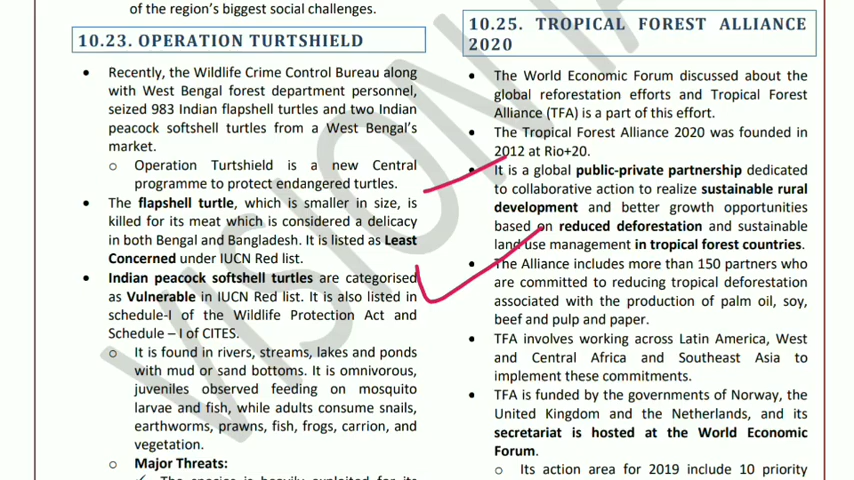 of the region's biggest social challenges.
10.23. OPERATION TURTSHIELD
• Recently, the Wildlife Crime Control Bureau along
with West Bengal forest department personnel,
seized 983 Indian flapshell turtles and two Indian
peacock softshell turtles from a West Bengal's
market.
o Operation Turtshield is a new Central
programme to protect endangered turtles.
• The flapshell turtle, which is smaller in size, is
killed for its meat which is considered a delicacy
in both Bengal and Bangladesh. It is listed as Least
Concerned under IUCN Red list.
• Indian peacock softshell turtles are categorised
as Vulnerable in IUCN Red list. It is also listed in
schedule-I of the Wildlife Protection Act and
Schedule – I of CITES.
o It is found in rivers, streams, lakes and ponds
with mud or sand bottoms. It is omnivorous,
juveniles observed feeding on mosquito
larvae and fish, while adults consume snails,
earthworms, prawns, fish, frogs, carrion, and
vegetation.
o Major Threats:
✓ The species is heavily exploited for its
10.25. TROPICAL FOREST ALLIANCE
2020
• The World Economic Forum discussed about the
global reforestation efforts and Tropical Forest
Alliance (TFA) is a part of this effort.
• The Tropical Forest Alliance 2020 was founded in
2012 at Rio+20.
• It is a global public-private partnership dedicated
to collaborative action to realize sustainable rural
development and better growth opportunities
based on reduced deforestation and sustainable
land use management in tropical forest countries.
• The Alliance includes more than 150 partners who
are committed to reducing tropical deforestation
associated with the production of palm oil, soy,
beef and pulp and paper.
• TFA involves working across Latin America, West
and Central Africa and Southeast Asia to
implement these commitments.
• TFA is funded by the governments of Norway, the
United Kingdom and the Netherlands, and its
secretariat is hosted at the World Economic
Forum.
o Its action area for 2019 include 10 priority
VISION IA